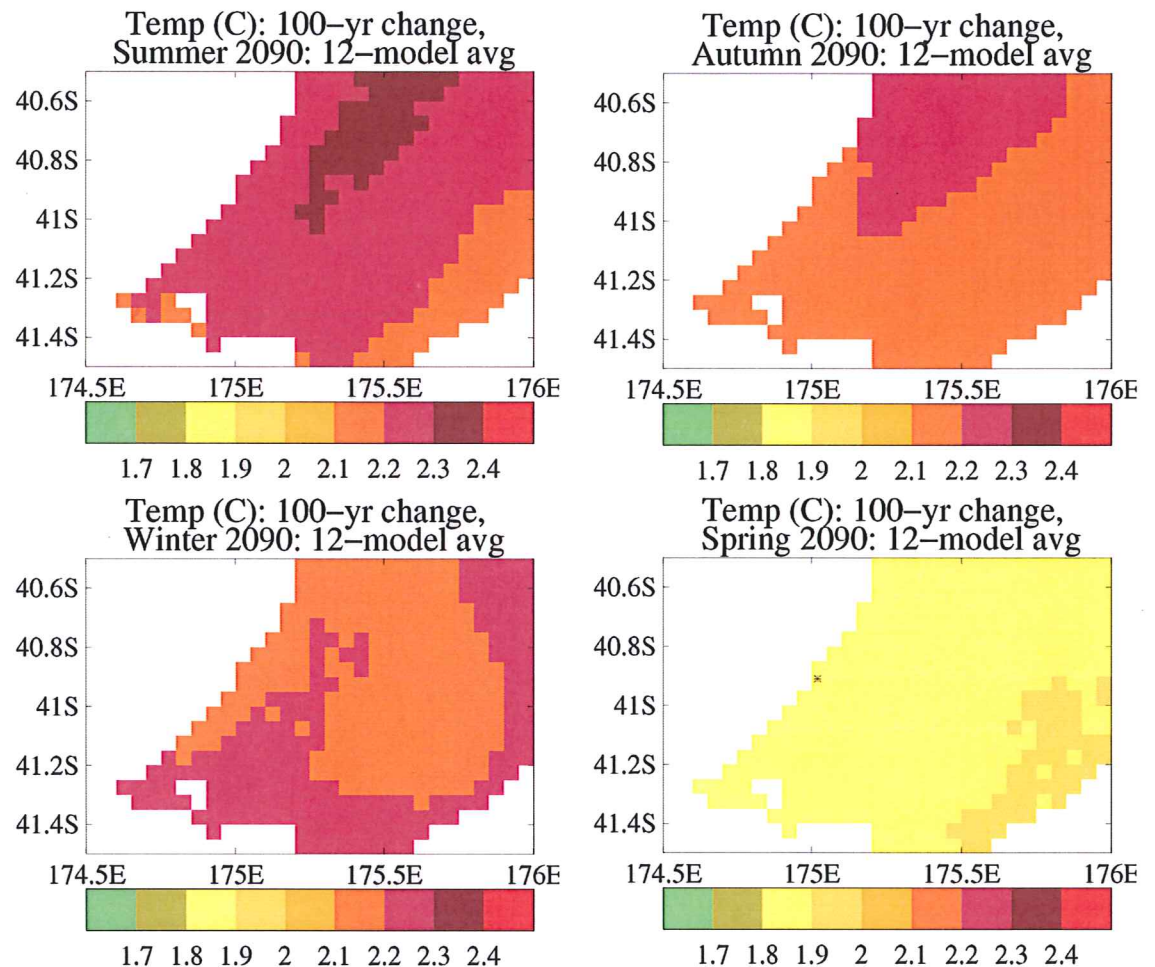 Temp (C): 100–yr change,
Summer 2090: 12–model avg
40.6S
40.8S
41S
41.2S
41.4S
174.5E 175E 175.5E 176E
1.7 1.8 1.9 2 2.1 2.2 2.3 2.4
Temp (C): 100–yr change,
Autumn 2090: 12–model avg
40.6S
40.8S
41S
41.2S
41.4S
174.5E 175E 175.5E 176E
1.7 1.8 1.9 2 2.1 2.2 2.3 2.4
Temp (C): 100–yr change,
Winter 2090: 12–model avg
40.6S
40.8S
41S
41.2S
41.4S
174.5E 175E 175.5E 176E
1.7 1.8 1.9 2 2.1 2.2 2.3 2.4
Temp (C): 100–yr change,
Spring 2090: 12–model avg
40.6S
40.8S
41S
41.2S
41.4S
174.5E 175E 175.5E 176E
1.7 1.8 1.9 2 2.1 2.2 2.3 2.4